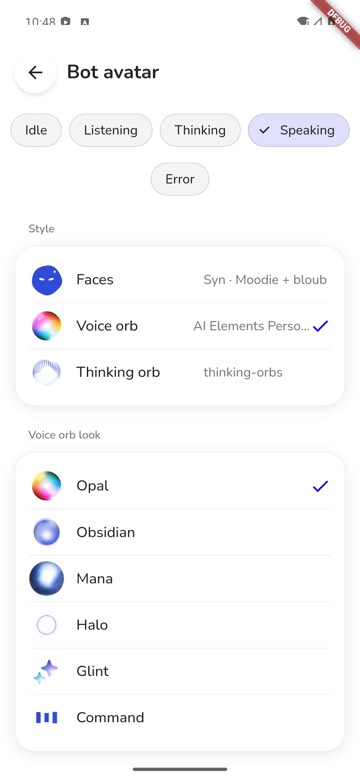 10:48
DEBUG
Bot avatar
Idle
Listening
Thinking
Speaking
Error
Style
Faces Syn · Moodie + bloub
Voice orb AI Elements Perso...
Thinking orb thinking-orbs
Voice orb look
Opal
Obsidian
Mana
Halo
Glint
Command